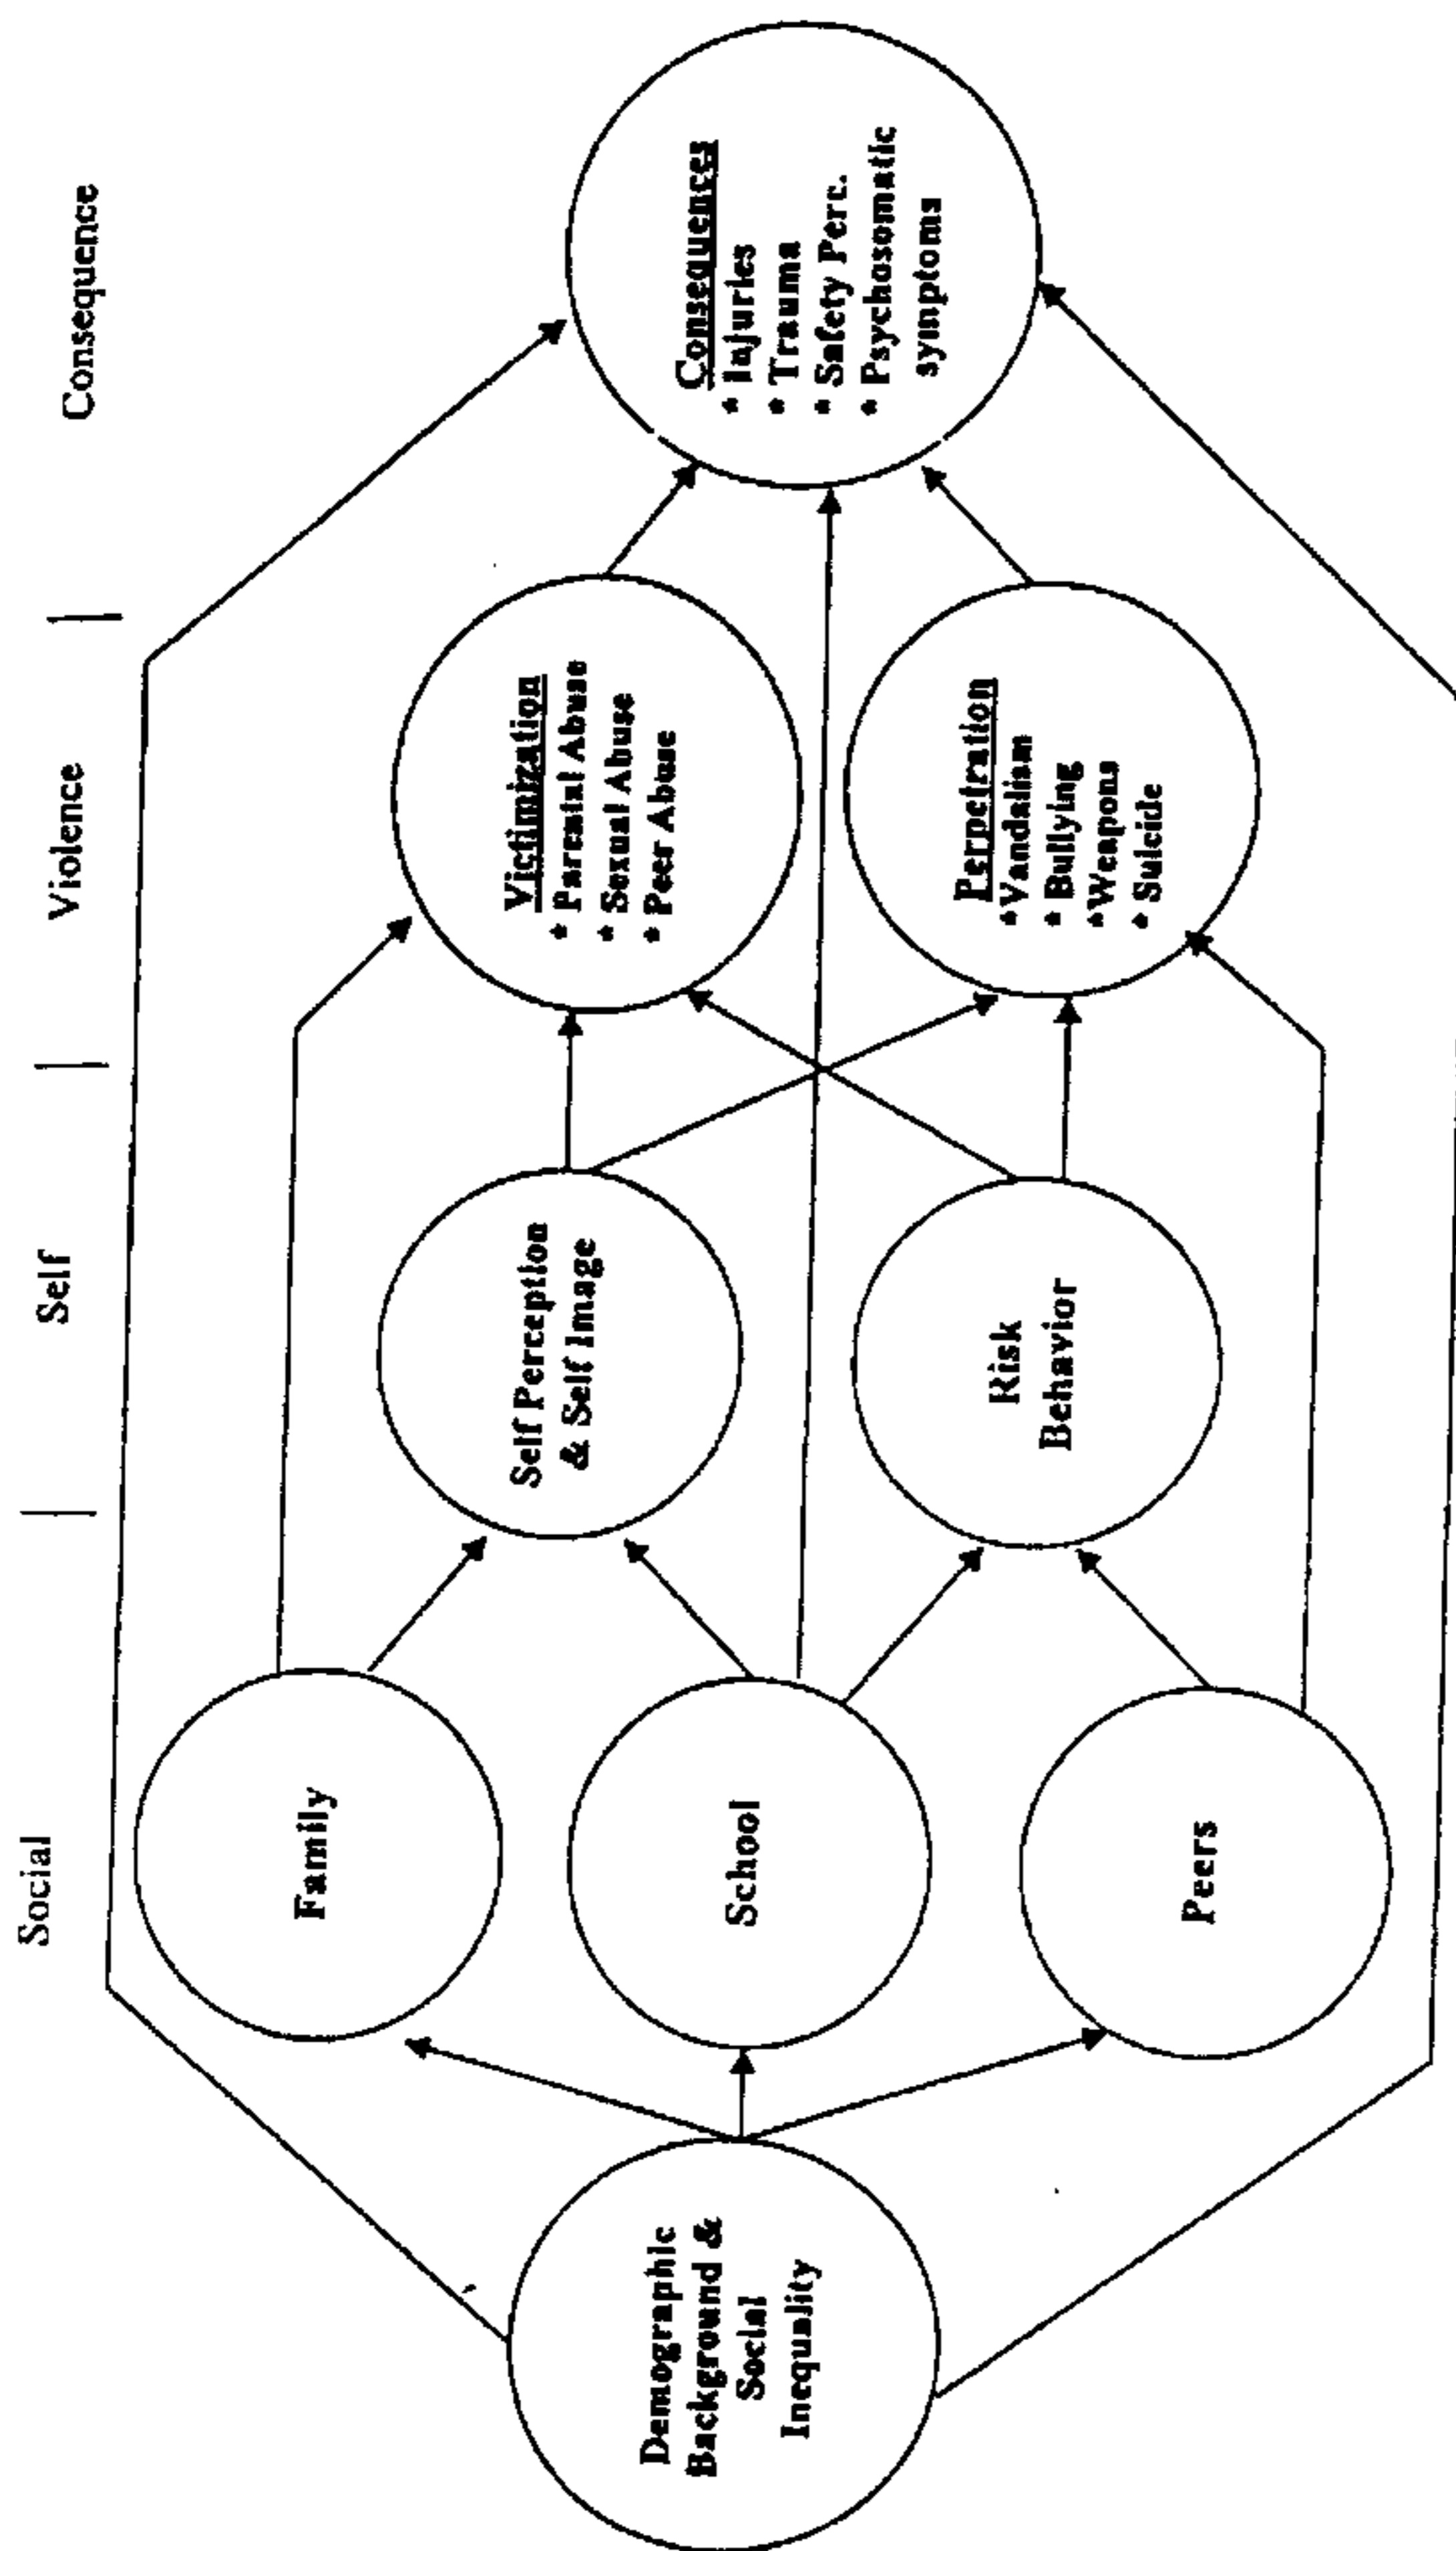 Social
Self
Violence
Consequence
Demographic
Background &
Social
Inequality
Family
School
Peers
Self Perception
& Self Image
Risk
Behavior
Victimization
* Parental Abuse
* Sexual Abuse
* Peer Abuse
Perpetration
*Vandalism
* Bullying
*Weapons
* Suicide
Consequences
* Injuries
* Trauma
* Safety Perc.
* Psychosomatic
symptoms